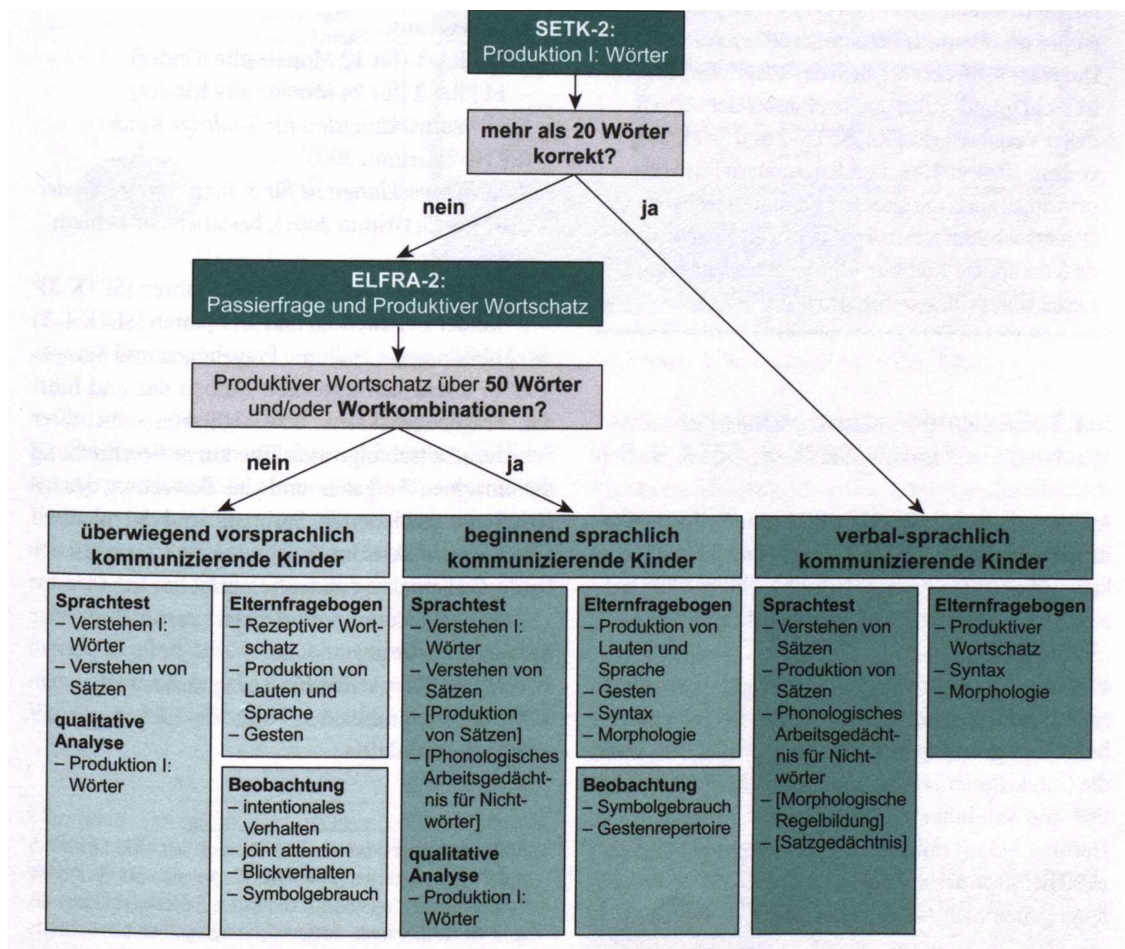 SETK-2:
Produktion I: Wörter
mehr als 20 Wörter
korrekt?
nein
ja
ELFRA-2:
Passierfrage und Produktiver Wortschatz
Produktiver Wortschatz über 50 Wörter
und/oder Wortkombinationen?
nein
ja
überwiegend vorsprachlich
kommunizierende Kinder
Sprachtest
– Verstehen I:
Wörter
– Verstehen von
Sätzen
qualitative
Analyse
– Produktion I:
Wörter
Elternfragebogen
– Rezeptiver Wort-
schatz
– Produktion von
Lauten und
Sprache
– Gesten
Beobachtung
– intentionales
Verhalten
– joint attention
– Blickverhalten
– Symbolgebrauch
beginnend sprachlich
kommunizierende Kinder
Sprachtest
– Verstehen I:
Wörter
– Verstehen von
Sätzen
– [Produktion
von Sätzen]
– [Phonologisches
Arbeitsgedächt-
nis für Nicht-
wörter]
qualitative
Analyse
– Produktion I:
Wörter
Elternfragebogen
– Produktion von
Lauten und
Sprache
– Gesten
– Syntax
– Morphologie
Beobachtung
– Symbolgebrauch
– Gestenrepertoire
verbal-sprachlich
kommunizierende Kinder
Sprachtest
– Verstehen von
Sätzen
– Produktion von
Sätzen
– Phonologisches
Arbeitsgedächt-
nis für Nicht-
wörter
– [Morphologische
Regelbildung]
– [Satzgedächtnis]
Elternfragebogen
– Produktiver
Wortschatz
– Syntax
– Morphologie